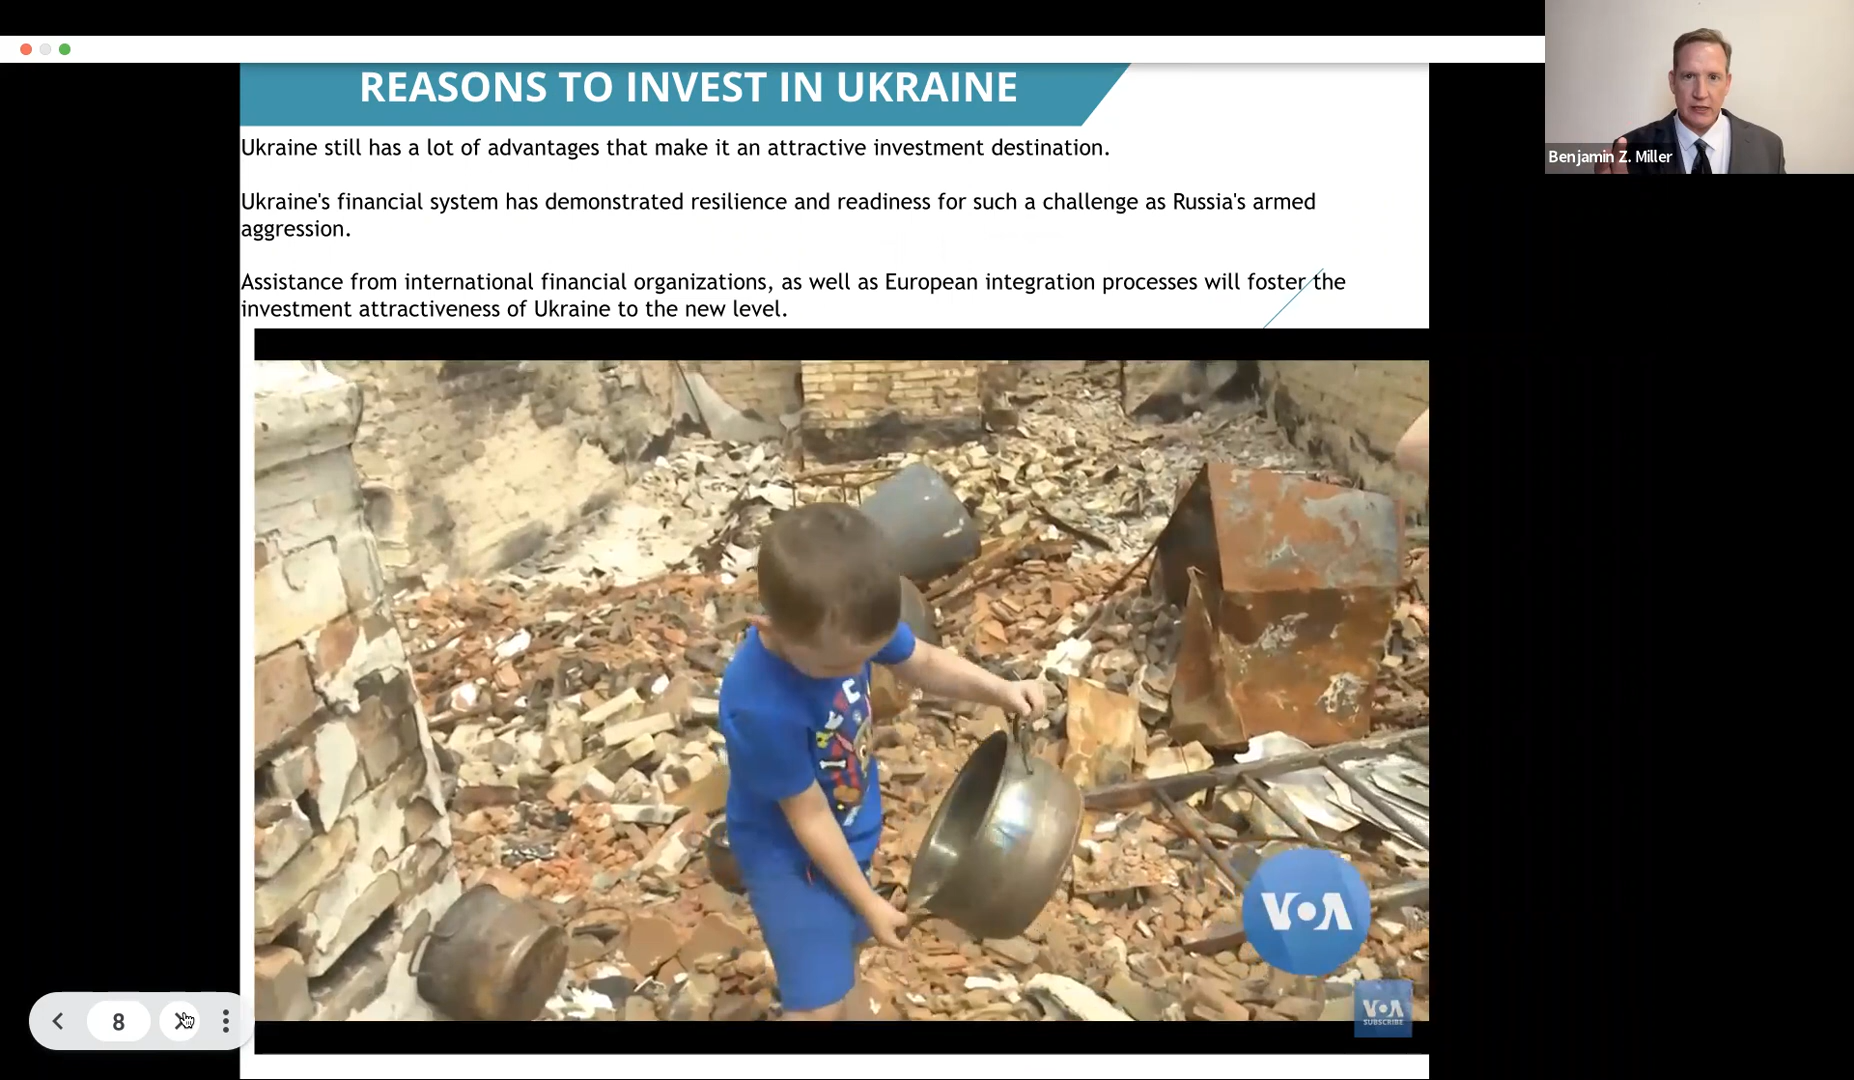 REASONS TO INVEST IN UKRAINE
Benjamin Z. Miller
Ukraine still has a lot of advantages that make it an attractive investment destination.
Ukraine's financial system has demonstrated resilience and readiness for such a challenge as Russia's armed
aggression.
Assistance from international financial organizations, as well as European integration processes will foster the
investment attractiveness of Ukraine to the new level.
VOA
VOA
SUBSCRIBE
8